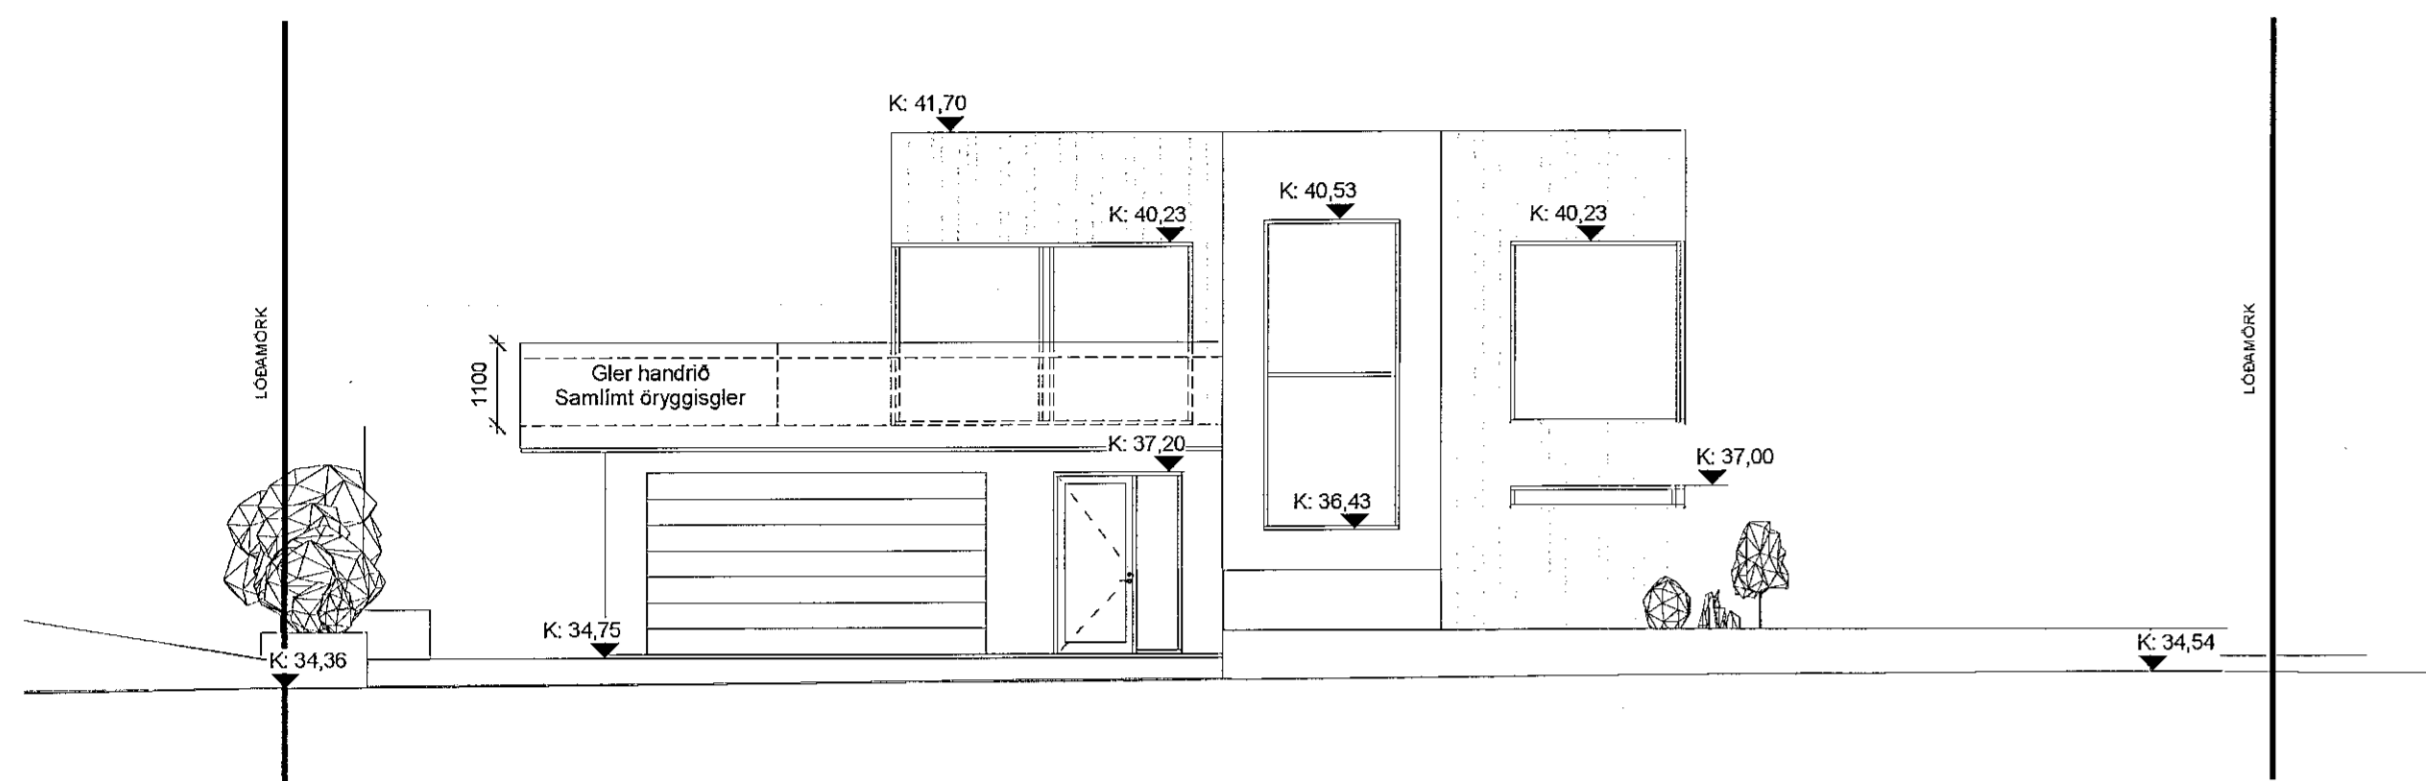 K: 41,70
K: 40,53
K: 40,23
K: 40,23
LÓÐAMÖRK
LÓÐAMÖRK
1100
Gler handrið
Samlímt öryggisgler
K: 37,20
K: 37,00
K: 36,43
K: 34,75
K: 34,54
K: 34,36